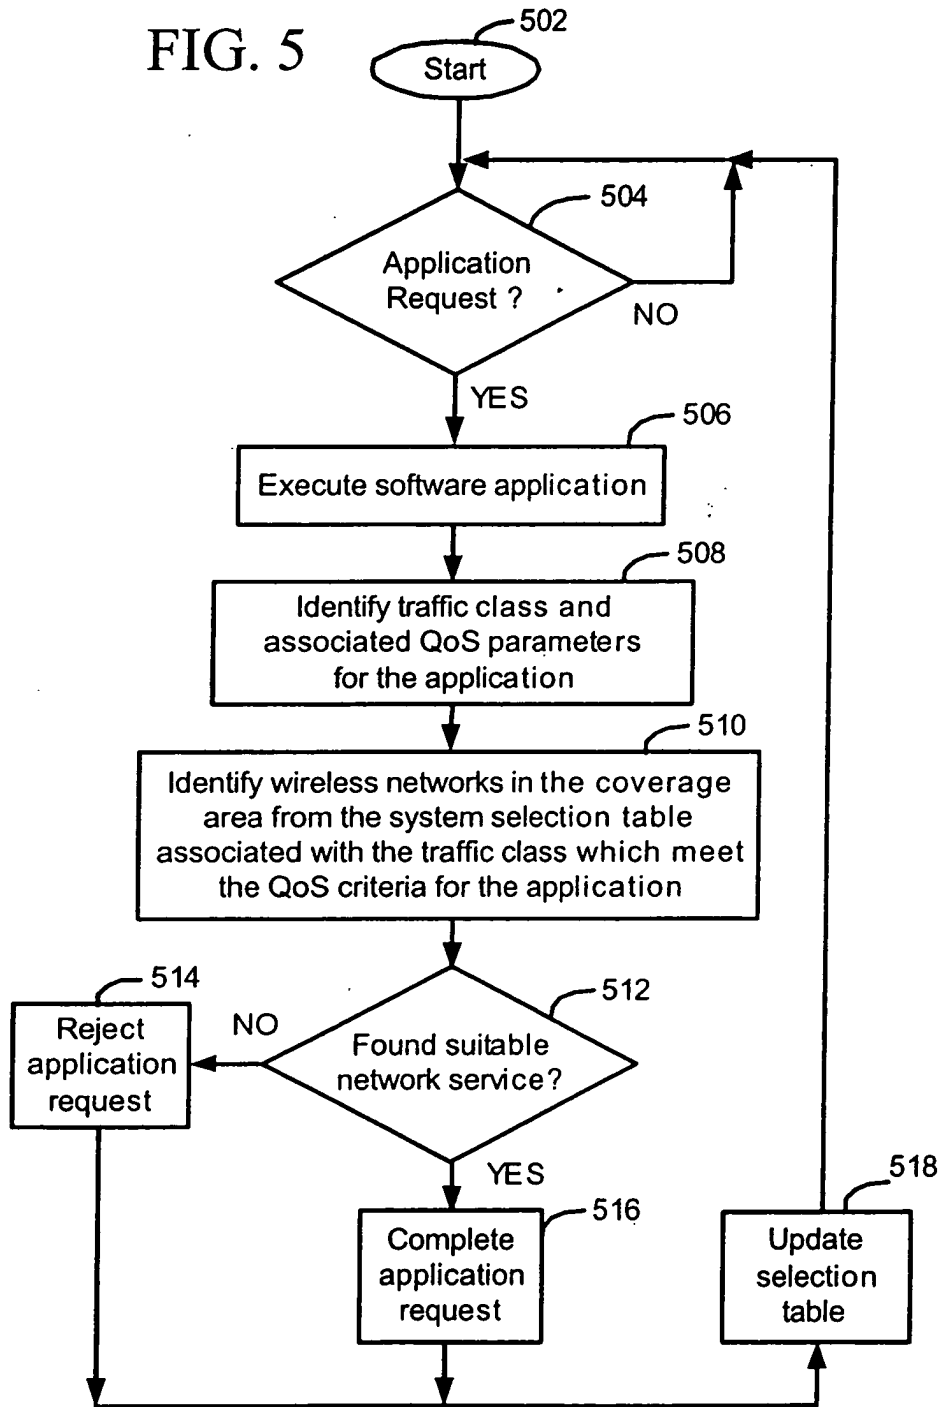 FIG. 5
502
Start
504
Application
Request ?
NO
YES
506
Execute software application
508
Identify traffic class and
associated QoS parameters
for the application
510
Identify wireless networks in the coverage
area from the system selection table
associated with the traffic class which meet
the QoS criteria for the application
512
Found suitable
network service?
NO
514
Reject
application
request
YES
516
Complete
application
request
518
Update
selection
table